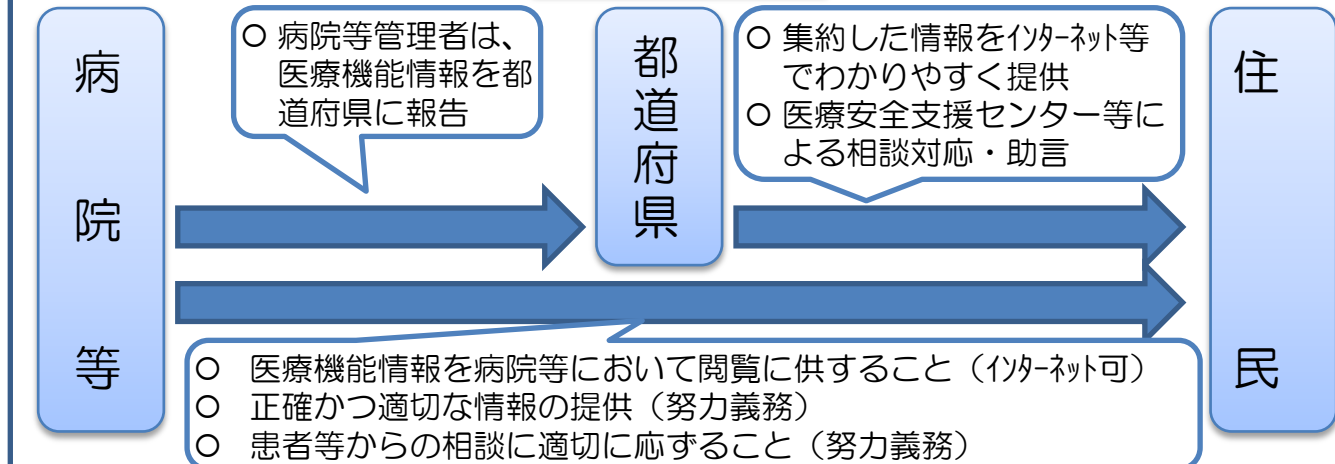 病院等
○ 病院等管理者は、
医療機能情報を都
道府県に報告
都道府県
○ 集約した情報をｲﾝﾀｰﾈｯﾄ等
でわかりやすく提供
○ 医療安全支援センター等に
よる相談対応・助言
住民
○ 医療機能情報を病院等において閲覧に供すること（ｲﾝﾀｰﾈｯﾄ可）
○ 正確かつ適切な情報の提供（努力義務）
○ 患者等からの相談に適切に応ずること（努力義務）